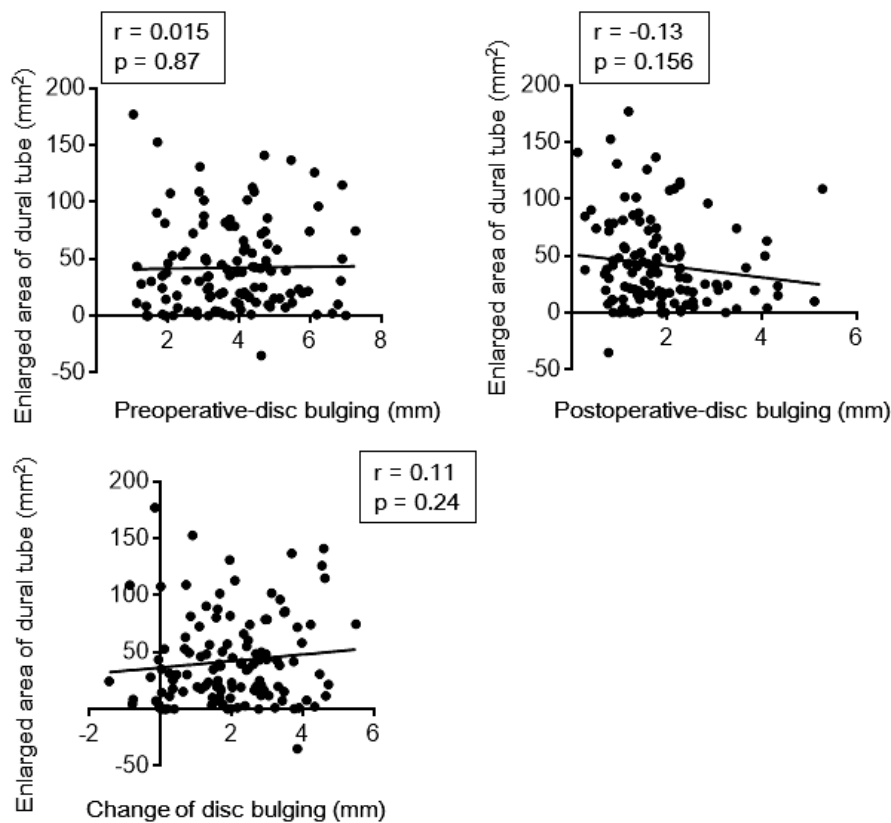 r = 0.015
p = 0.87
Enlarged area of dural tube (mm²)
200
150
100
50
0
-50
2
4
6
8
Preoperative-disc bulging (mm)
r = -0.13
p = 0.156
Enlarged area of dural tube (mm²)
200
150
100
50
0
-50
2
4
6
Postoperative-disc bulging (mm)
r = 0.11
p = 0.24
Enlarged area of dural tube (mm²)
200
150
100
50
-50
-2
2
4
6
Change of disc bulging (mm)